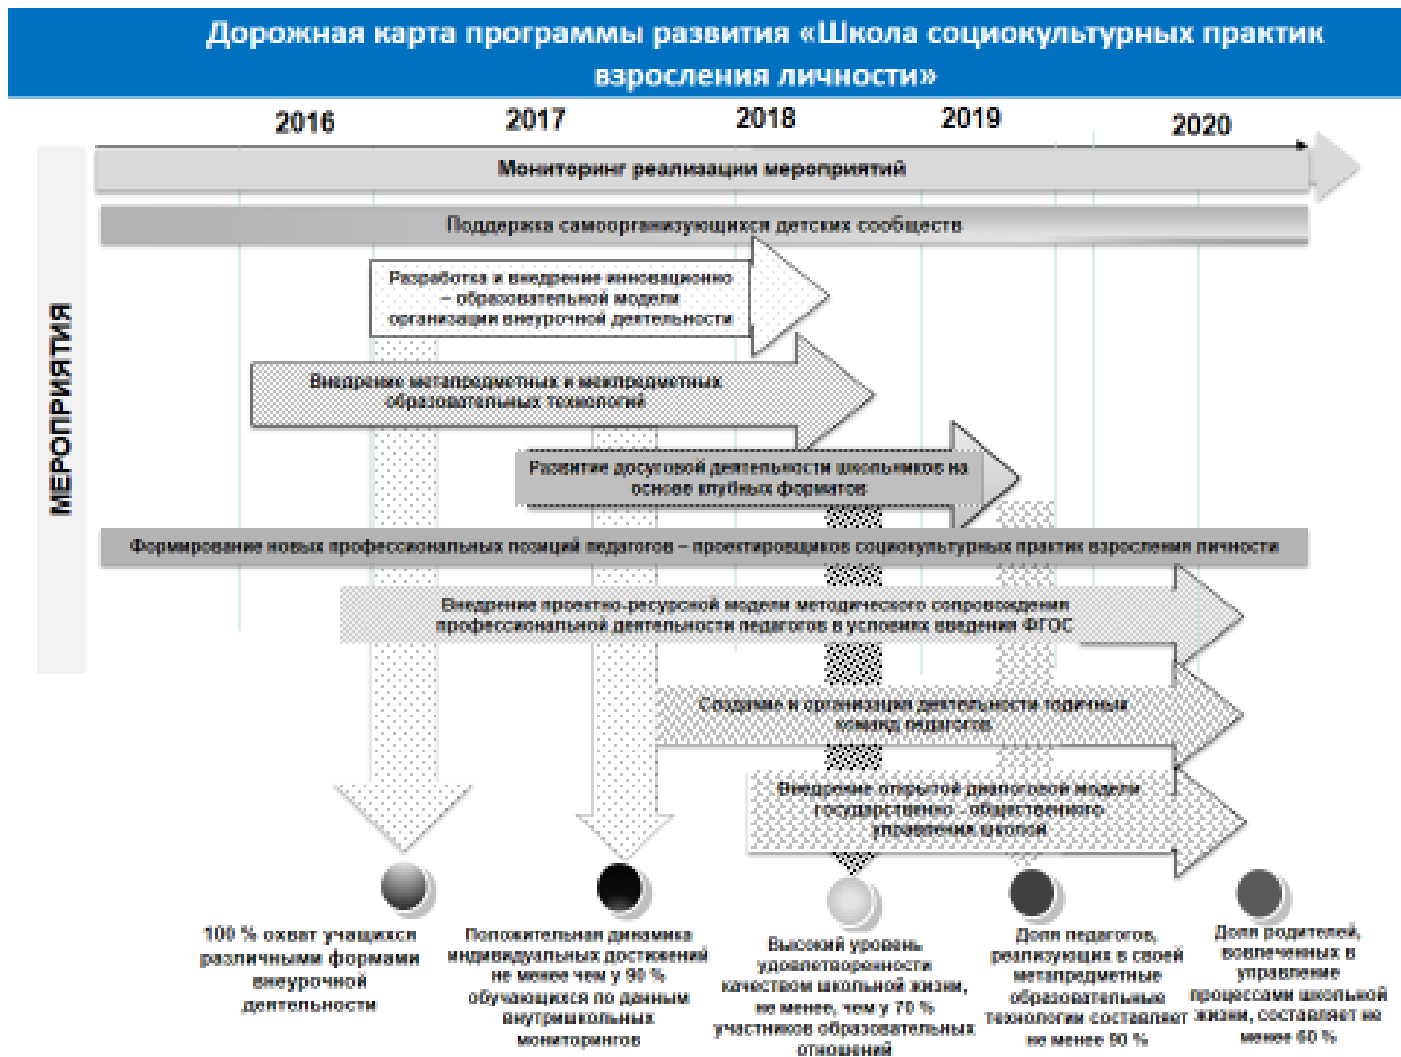 Дорожная карта программы развития «Школа социокультурных практик
взросления личности»
2016
2017
2018
2019
2020
МЕРОПРИЯТИЯ
Мониторинг реализации мероприятий
Поддержка самоорганизующихся детских сообществ
Разработка и внедрение инновационно
– образовательной модели
организации внеурочной деятельности
Внедрение метапредметных и межпредметных
образовательных технологий
Развитие досуговой деятельности школьников на
основе клубных форматов
Формирование новых профессиональных позиций педагогов – проектировщиков социокультурных практик взросления личности
Внедрение проектно-ресурсной модели методического сопровождения
профессиональной деятельности педагогов в условиях введения ФГОС
Создание и организация деятельности годичных
команд педагогов
Внедрение открытой диалоговой модели
государственно - общественного
управления школой
100 % охват учащихся
различными формами
внеурочной
деятельности
Положительная динамика
индивидуальных достижений
не менее чем у 90 %
обучающихся по данным
внутришкольных
мониторингов
Высокий уровень
удовлетворенности
качеством школьной жизни,
не менее, чем у 70 %
участников образовательных
отношений
Доля педагогов,
реализующих в своей
метапредметные
образовательные
технологии составляет
не менее 90 %
Доля родителей,
вовлеченных в
управление
процессами школьной
жизни, составляет не
менее 60 %